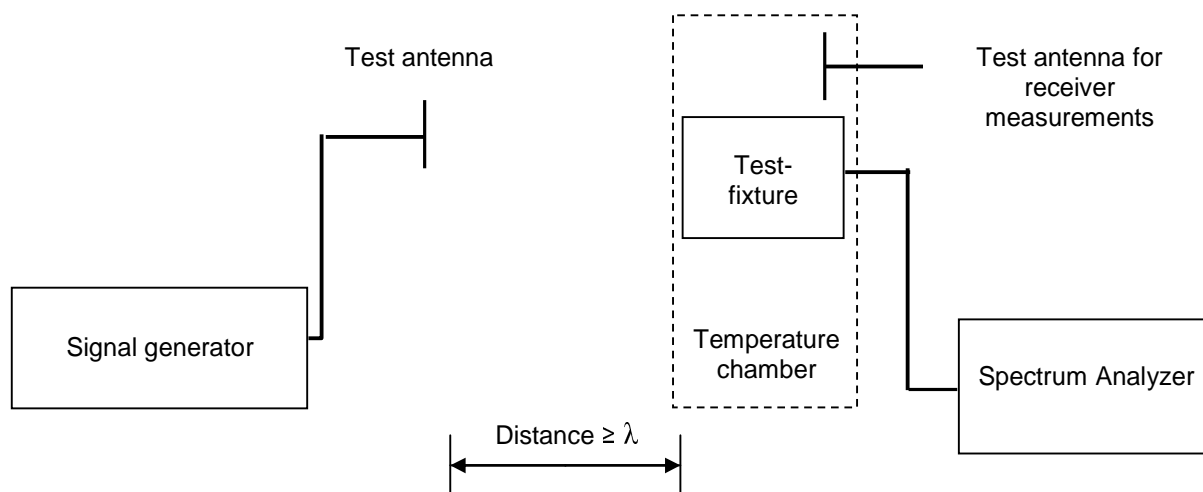 Test antenna
Test antenna for
receiver
measurements
Test-
fixture
Signal generator
Temperature
chamber
Spectrum Analyzer
Distance ≥ λ